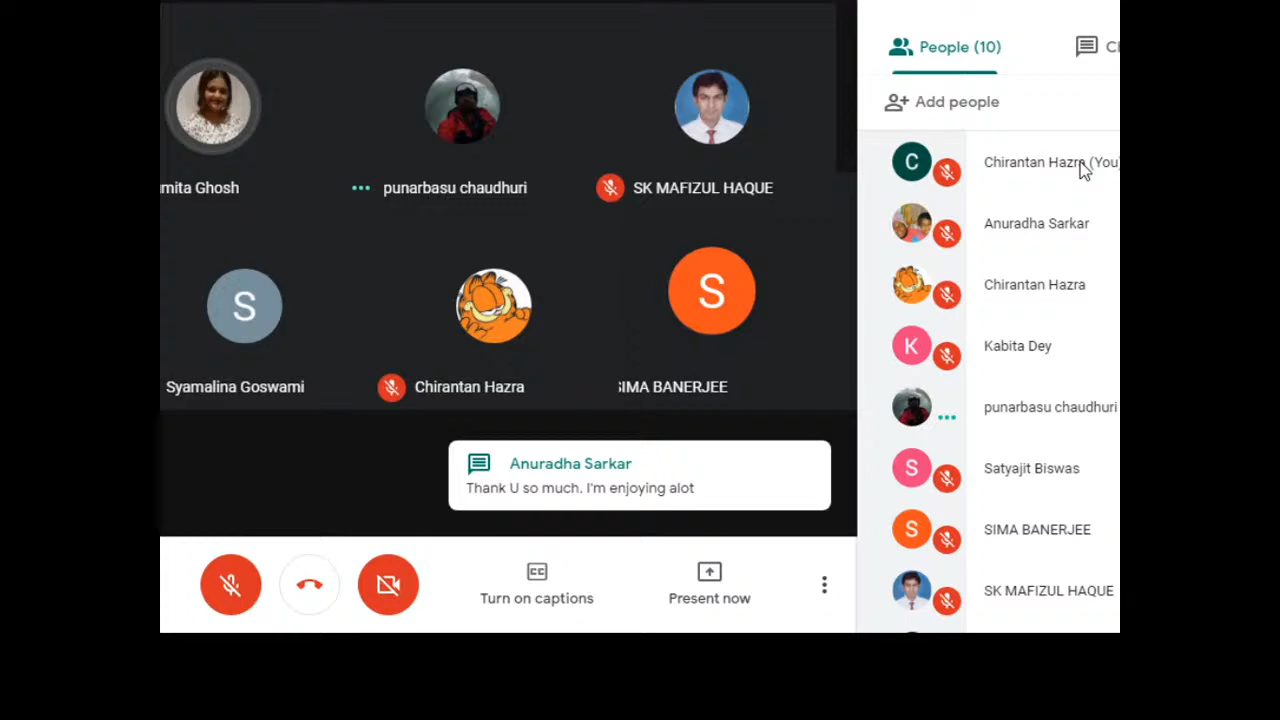 People (10)
Add people
mita Ghosh
punarbasu chaudhuri
SK MAFIZUL HAQUE
S
Syamalina Goswami
Chirantan Hazra
S
SIMA BANERJEE
Anuradha Sarkar
Thank U so much. I'm enjoying alot
CC
Turn on captions
Present now
C
Chirantan Hazra (You)
Anuradha Sarkar
Chirantan Hazra
K
Kabita Dey
punarbasu chaudhuri
S
Satyajit Biswas
S
SIMA BANERJEE
SK MAFIZUL HAQUE